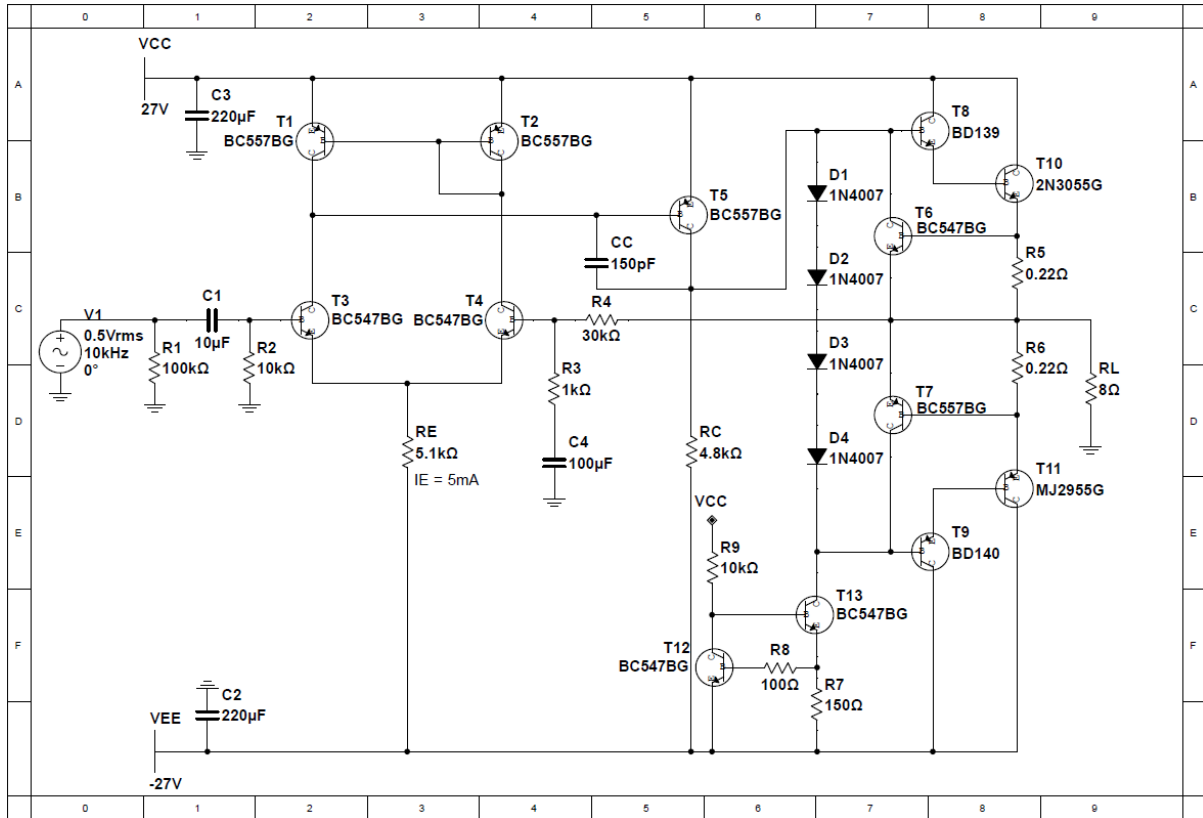 0 1 2 3 4 5 6 7 8 9
A A
B B
C C
D D
E E
F F
VCC
27V
C3
220µF
T1
BC557BG
T2
BC557BG
T8
BD139
T10
2N3055G
D1
1N4007
T5
BC557BG
T6
BC547BG
CC
150pF
D2
1N4007
R5
0.22Ω
V1
0.5Vrms
10kHz
0°
C1
10µF
R1
100kΩ
R2
10kΩ
T3
BC547BG
T4
BC547BG
R4
30kΩ
R3
1kΩ
C4
100µF
D3
1N4007
R6
0.22Ω
RL
8Ω
T7
BC557BG
RE
5.1kΩ
IE = 5mA
RC
4.8kΩ
D4
1N4007
T11
MJ2955G
VCC
R9
10kΩ
T9
BD140
T13
BC547BG
T12
BC547BG
R8
100Ω
R7
150Ω
C2
220µF
VEE
-27V
E B C
E B C
C B E
C B E
E B C
C B E
C B E
C B E
E B C
E B C
E B C
C B E
C B E
0 1 2 3 4 5 6 7 8 9